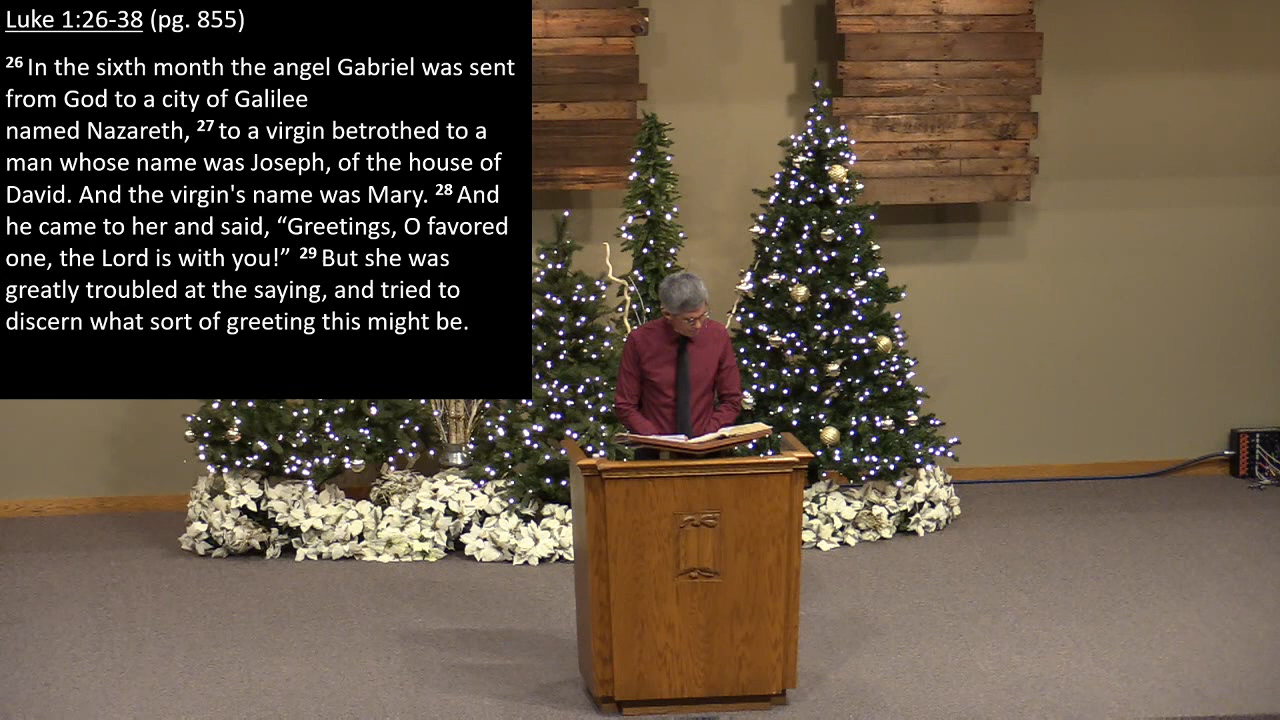 Luke 1:26-38 (pg. 855)
26 In the sixth month the angel Gabriel was sent
from God to a city of Galilee
named Nazareth, 27 to a virgin betrothed to a
man whose name was Joseph, of the house of
David. And the virgin's name was Mary. 28 And
he came to her and said, “Greetings, O favored
one, the Lord is with you!” 29 But she was
greatly troubled at the saying, and tried to
discern what sort of greeting this might be.